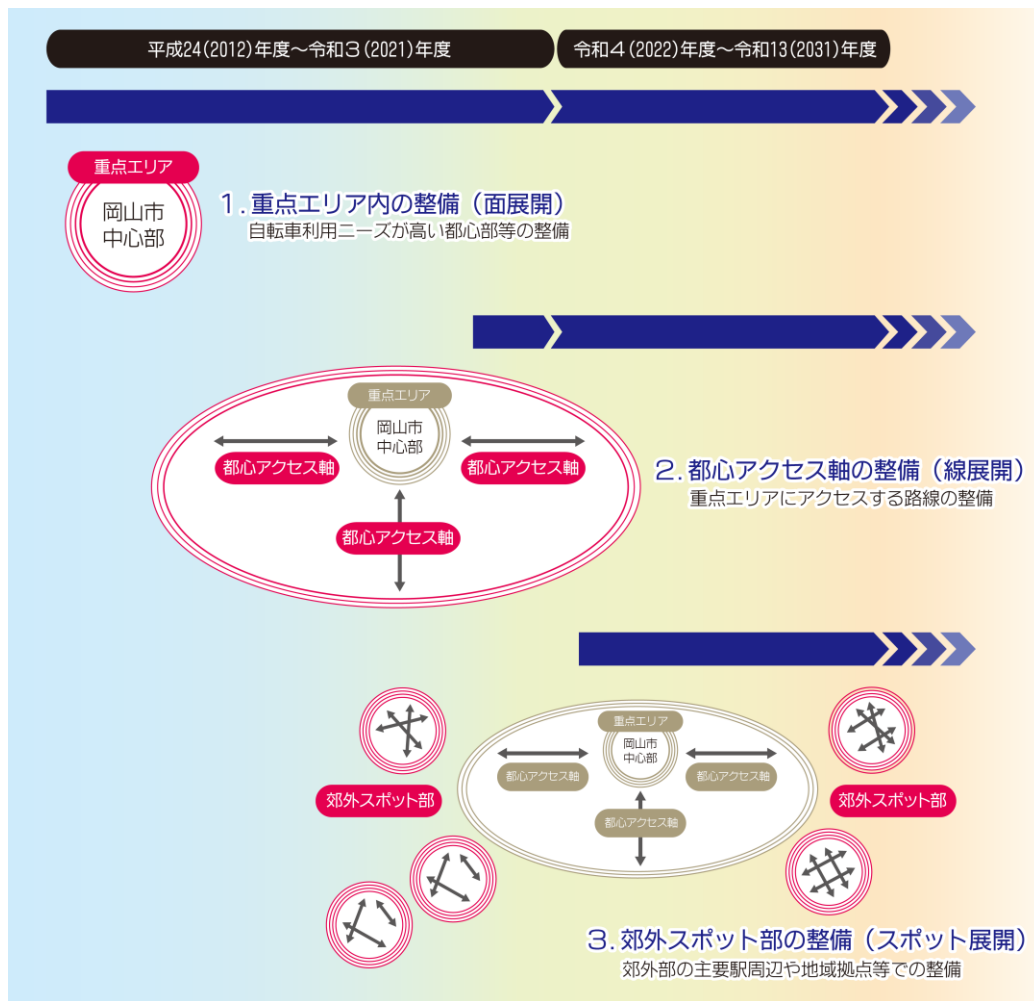 平成24(2012)年度～令和3(2021)年度
令和4(2022)年度～令和13(2031)年度
重点エリア
岡山市
中心部
1.重点エリア内の整備（面展開）
自転車利用ニーズが高い都心部等の整備
重点エリア
岡山市
中心部
都心アクセス軸
都心アクセス軸
都心アクセス軸
2.都心アクセス軸の整備（線展開）
重点エリアにアクセスする路線の整備
重点エリア
岡山市
中心部
都心アクセス軸
都心アクセス軸
都心アクセス軸
郊外スポット部
郊外スポット部
3.郊外スポット部の整備（スポット展開）
郊外部の主要駅周辺や地域拠点等での整備